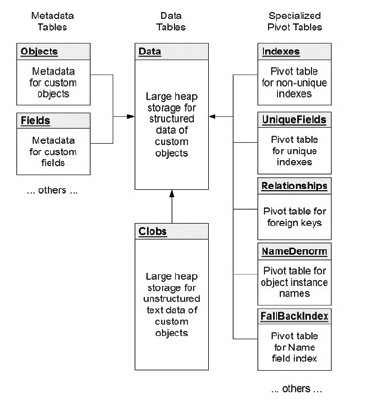 Metadata
Tables
Data
Tables
Specialized
Pivot Tables
Objects
Metadata
for custom
objects
Fields
Metadata
for custom
fields
... others ...
Data
Large heap
storage for
structured
data of
custom
objects
Clobs
Large heap
storage for
unstructured
text data of
custom
objects
Indexes
Pivot table
for non-unique
indexes
UniqueFields
Pivot table
for unique
indexes
Relationships
Pivot table for
foreign keys
NameDenorm
Pivot table for
object instance
names
FallBackIndex
Pivot table
for Name
field index
... others ...